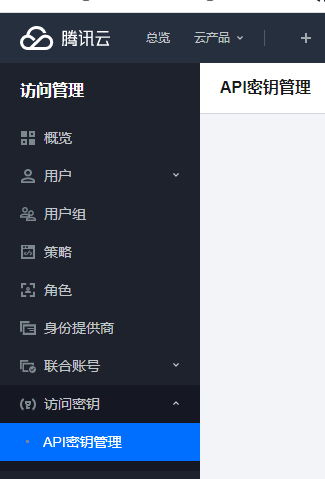 腾讯云 总览 云产品
访问管理
API密钥管理
概览
用户
用户组
策略
角色
身份提供商
联合账号
访问密钥
API密钥管理